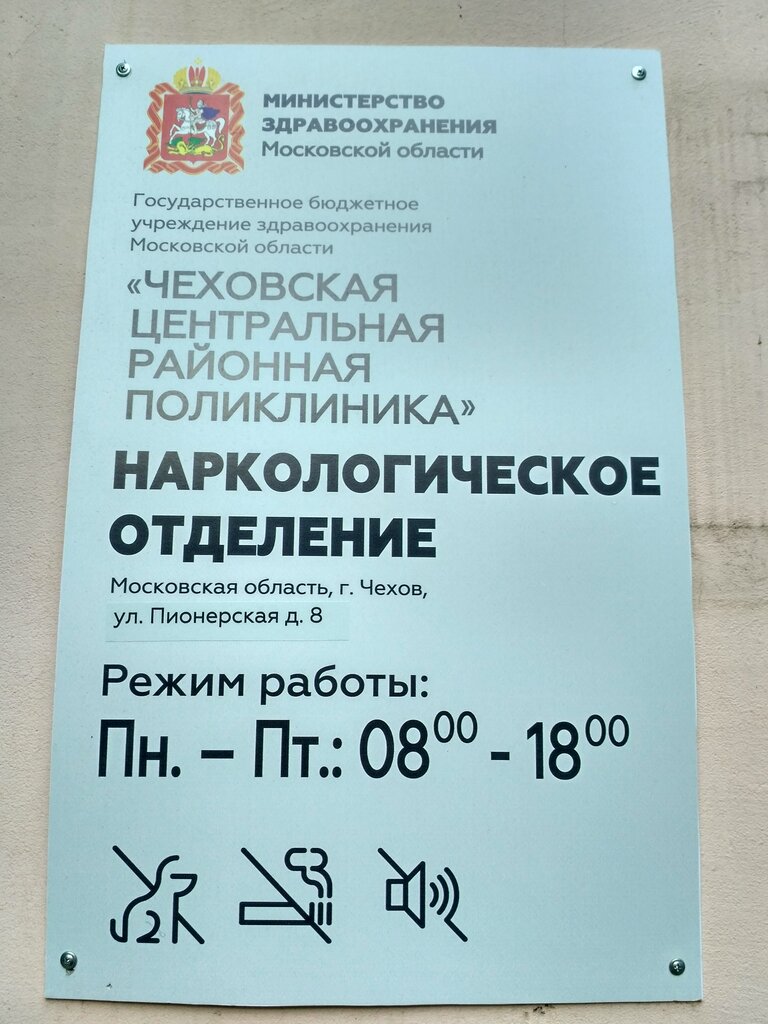 МИНИСТЕРСТВО
ЗДРАВООХРАНЕНИЯ
Московской области
Государственное бюджетное
учреждение здравоохранения
Московской области
«ЧЕХОВСКАЯ
ЦЕНТРАЛЬНАЯ
РАЙОННАЯ
ПОЛИКЛИНИКА»
НАРКОЛОГИЧЕСКОЕ
ОТДЕЛЕНИЕ
Московская область, г. Чехов,
ул. Пионерская д. 8
Режим работы:
Пн. – Пт.: 08⁰⁰ - 18⁰⁰